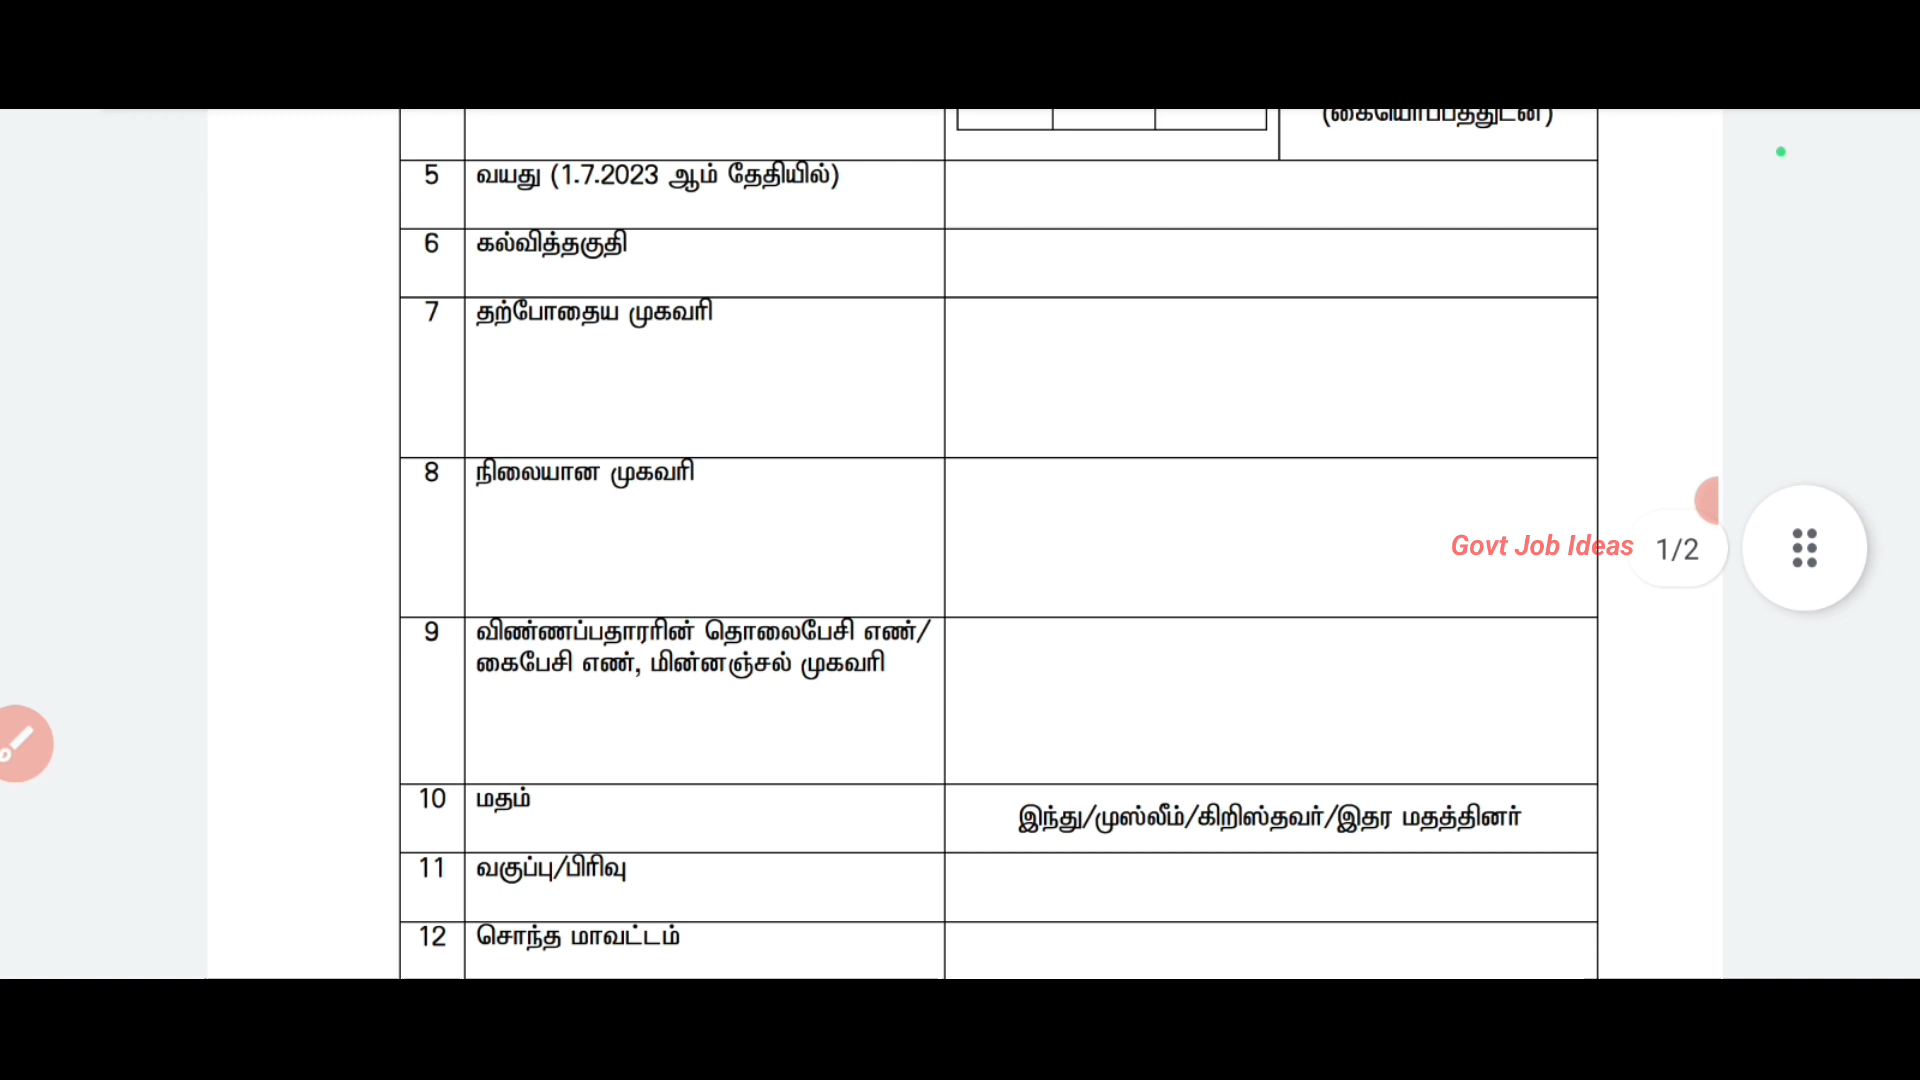 (கையொப்பத்துடன்)
5 வயது (1.7.2023 ஆம் தேதியில்)
6 கல்வித்தகுதி
7 தற்போதைய முகவரி
8 நிலையான முகவரி
Govt Job Ideas 1/2
9 விண்ணப்பதாரரின் தொலைபேசி எண்/
கைபேசி எண், மின்னஞ்சல் முகவரி
10 மதம் இந்து/முஸ்லீம்/கிறிஸ்தவர்/இதர மதத்தினர்
11 வகுப்பு/பிரிவு
12 சொந்த மாவட்டம்